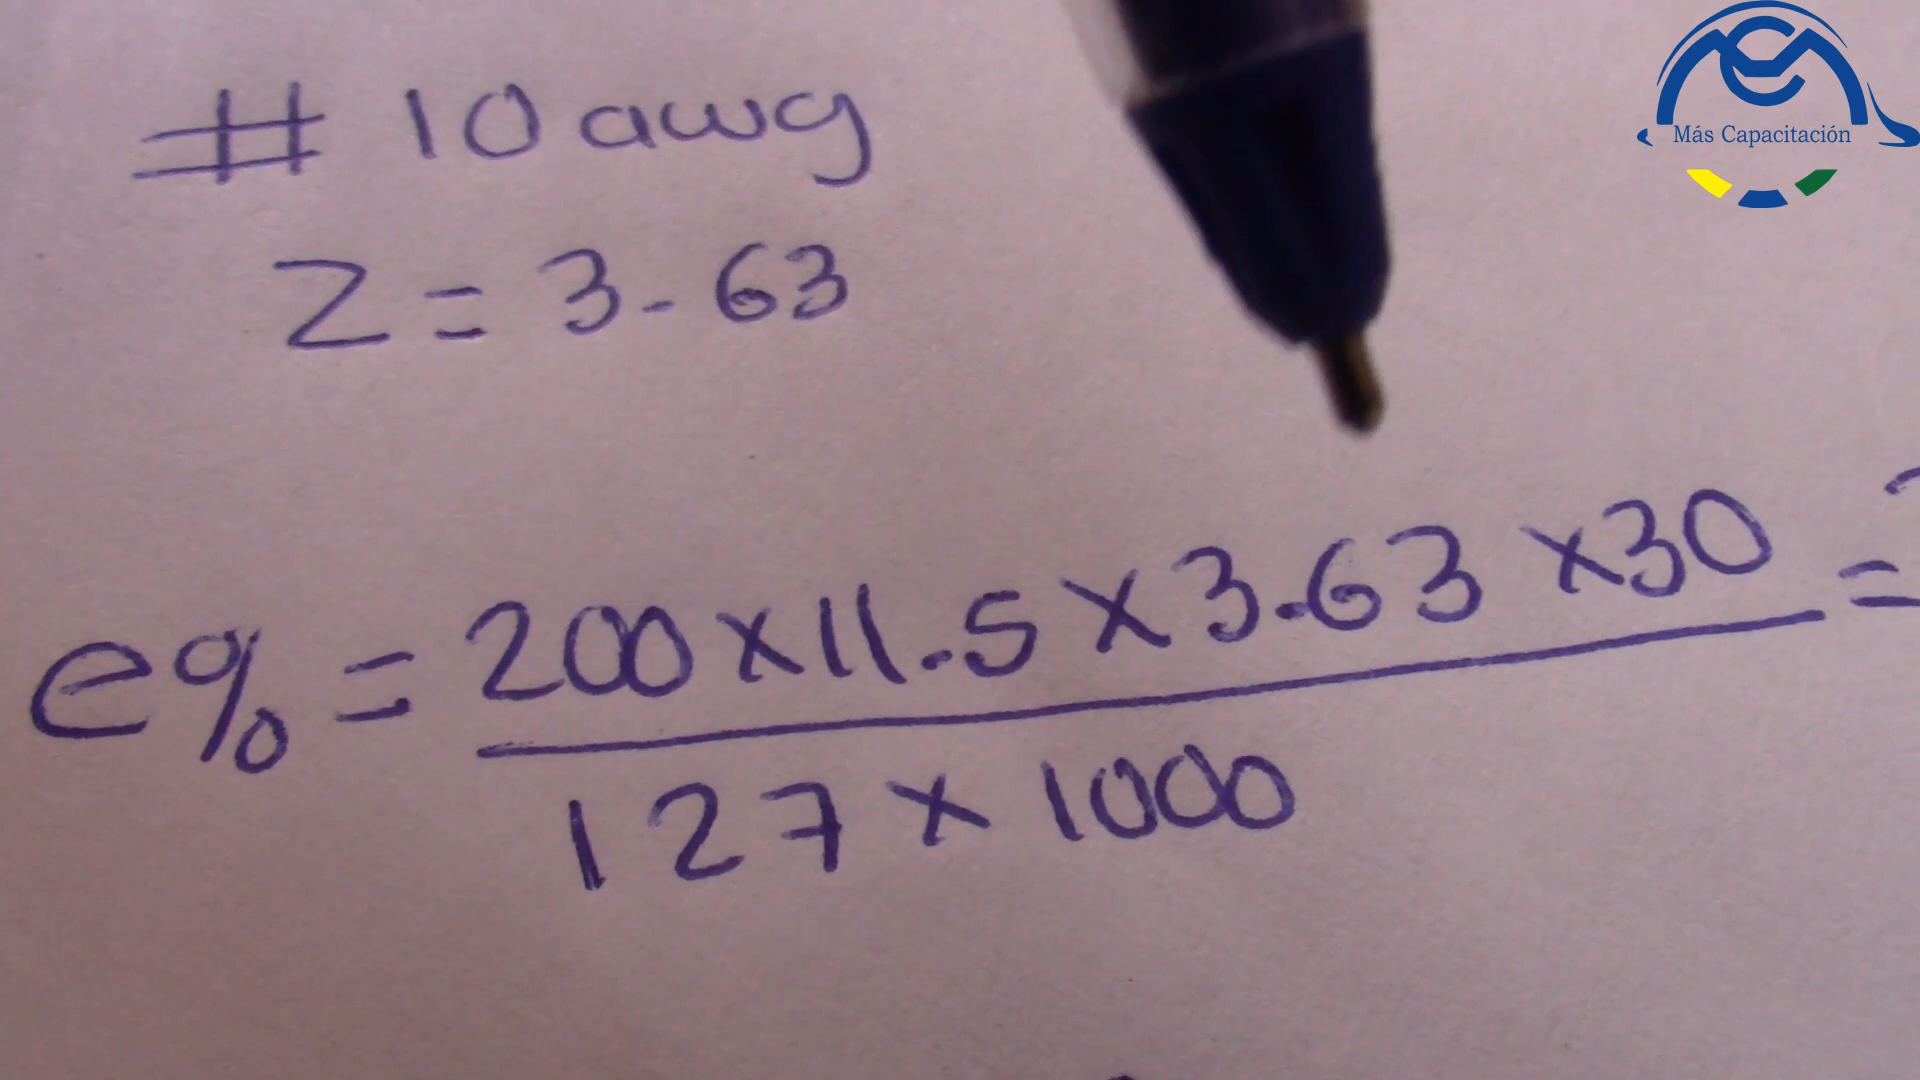 Más Capacitación
# 10 awg
Z = 3.63
e% = 200 x 11.5 x 3.63 x 30 =
127 x 1000